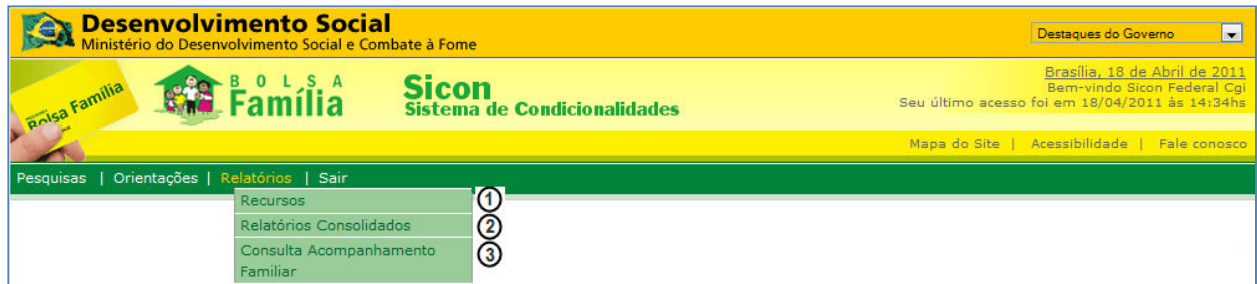 Desenvolvimento Social
Ministério do Desenvolvimento Social e Combate à Fome
Destaques do Governo
Bolsa Família
BOLSA
Família
Sicon
Sistema de Condicionalidades
Brasília, 18 de Abril de 2011
Bem-vindo Sicon Federal Cgi
Seu último acesso foi em 18/04/2011 às 14:34hs
Mapa do Site | Acessibilidade | Fale conosco
Pesquisas | Orientações | Relatórios | Sair
Recursos 1
Relatórios Consolidados 2
Consulta Acompanhamento 3
Familiar